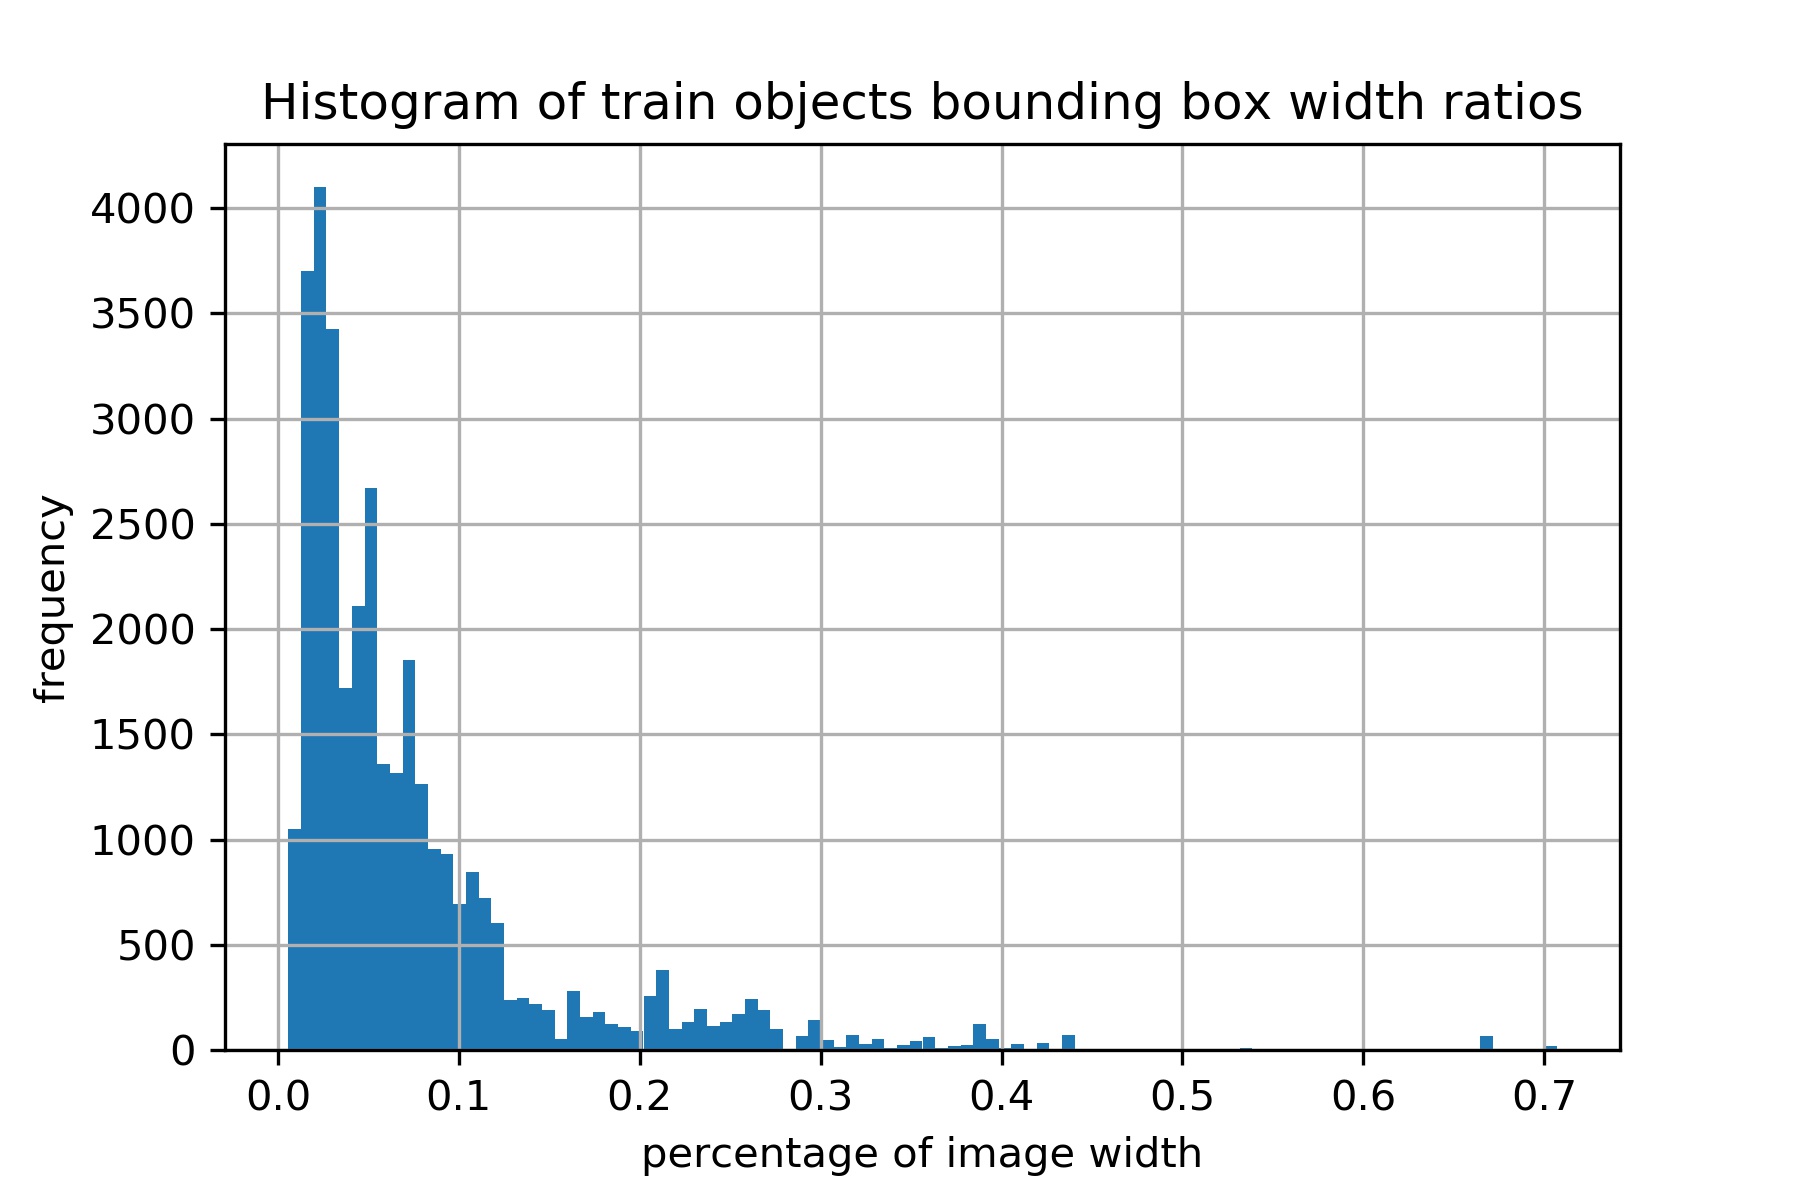 Histogram of train objects bounding box width ratios
4000
3500
3000
2500
2000
1500
1000
500
0
frequency
0.0 0.1 0.2 0.3 0.4 0.5 0.6 0.7
percentage of image width